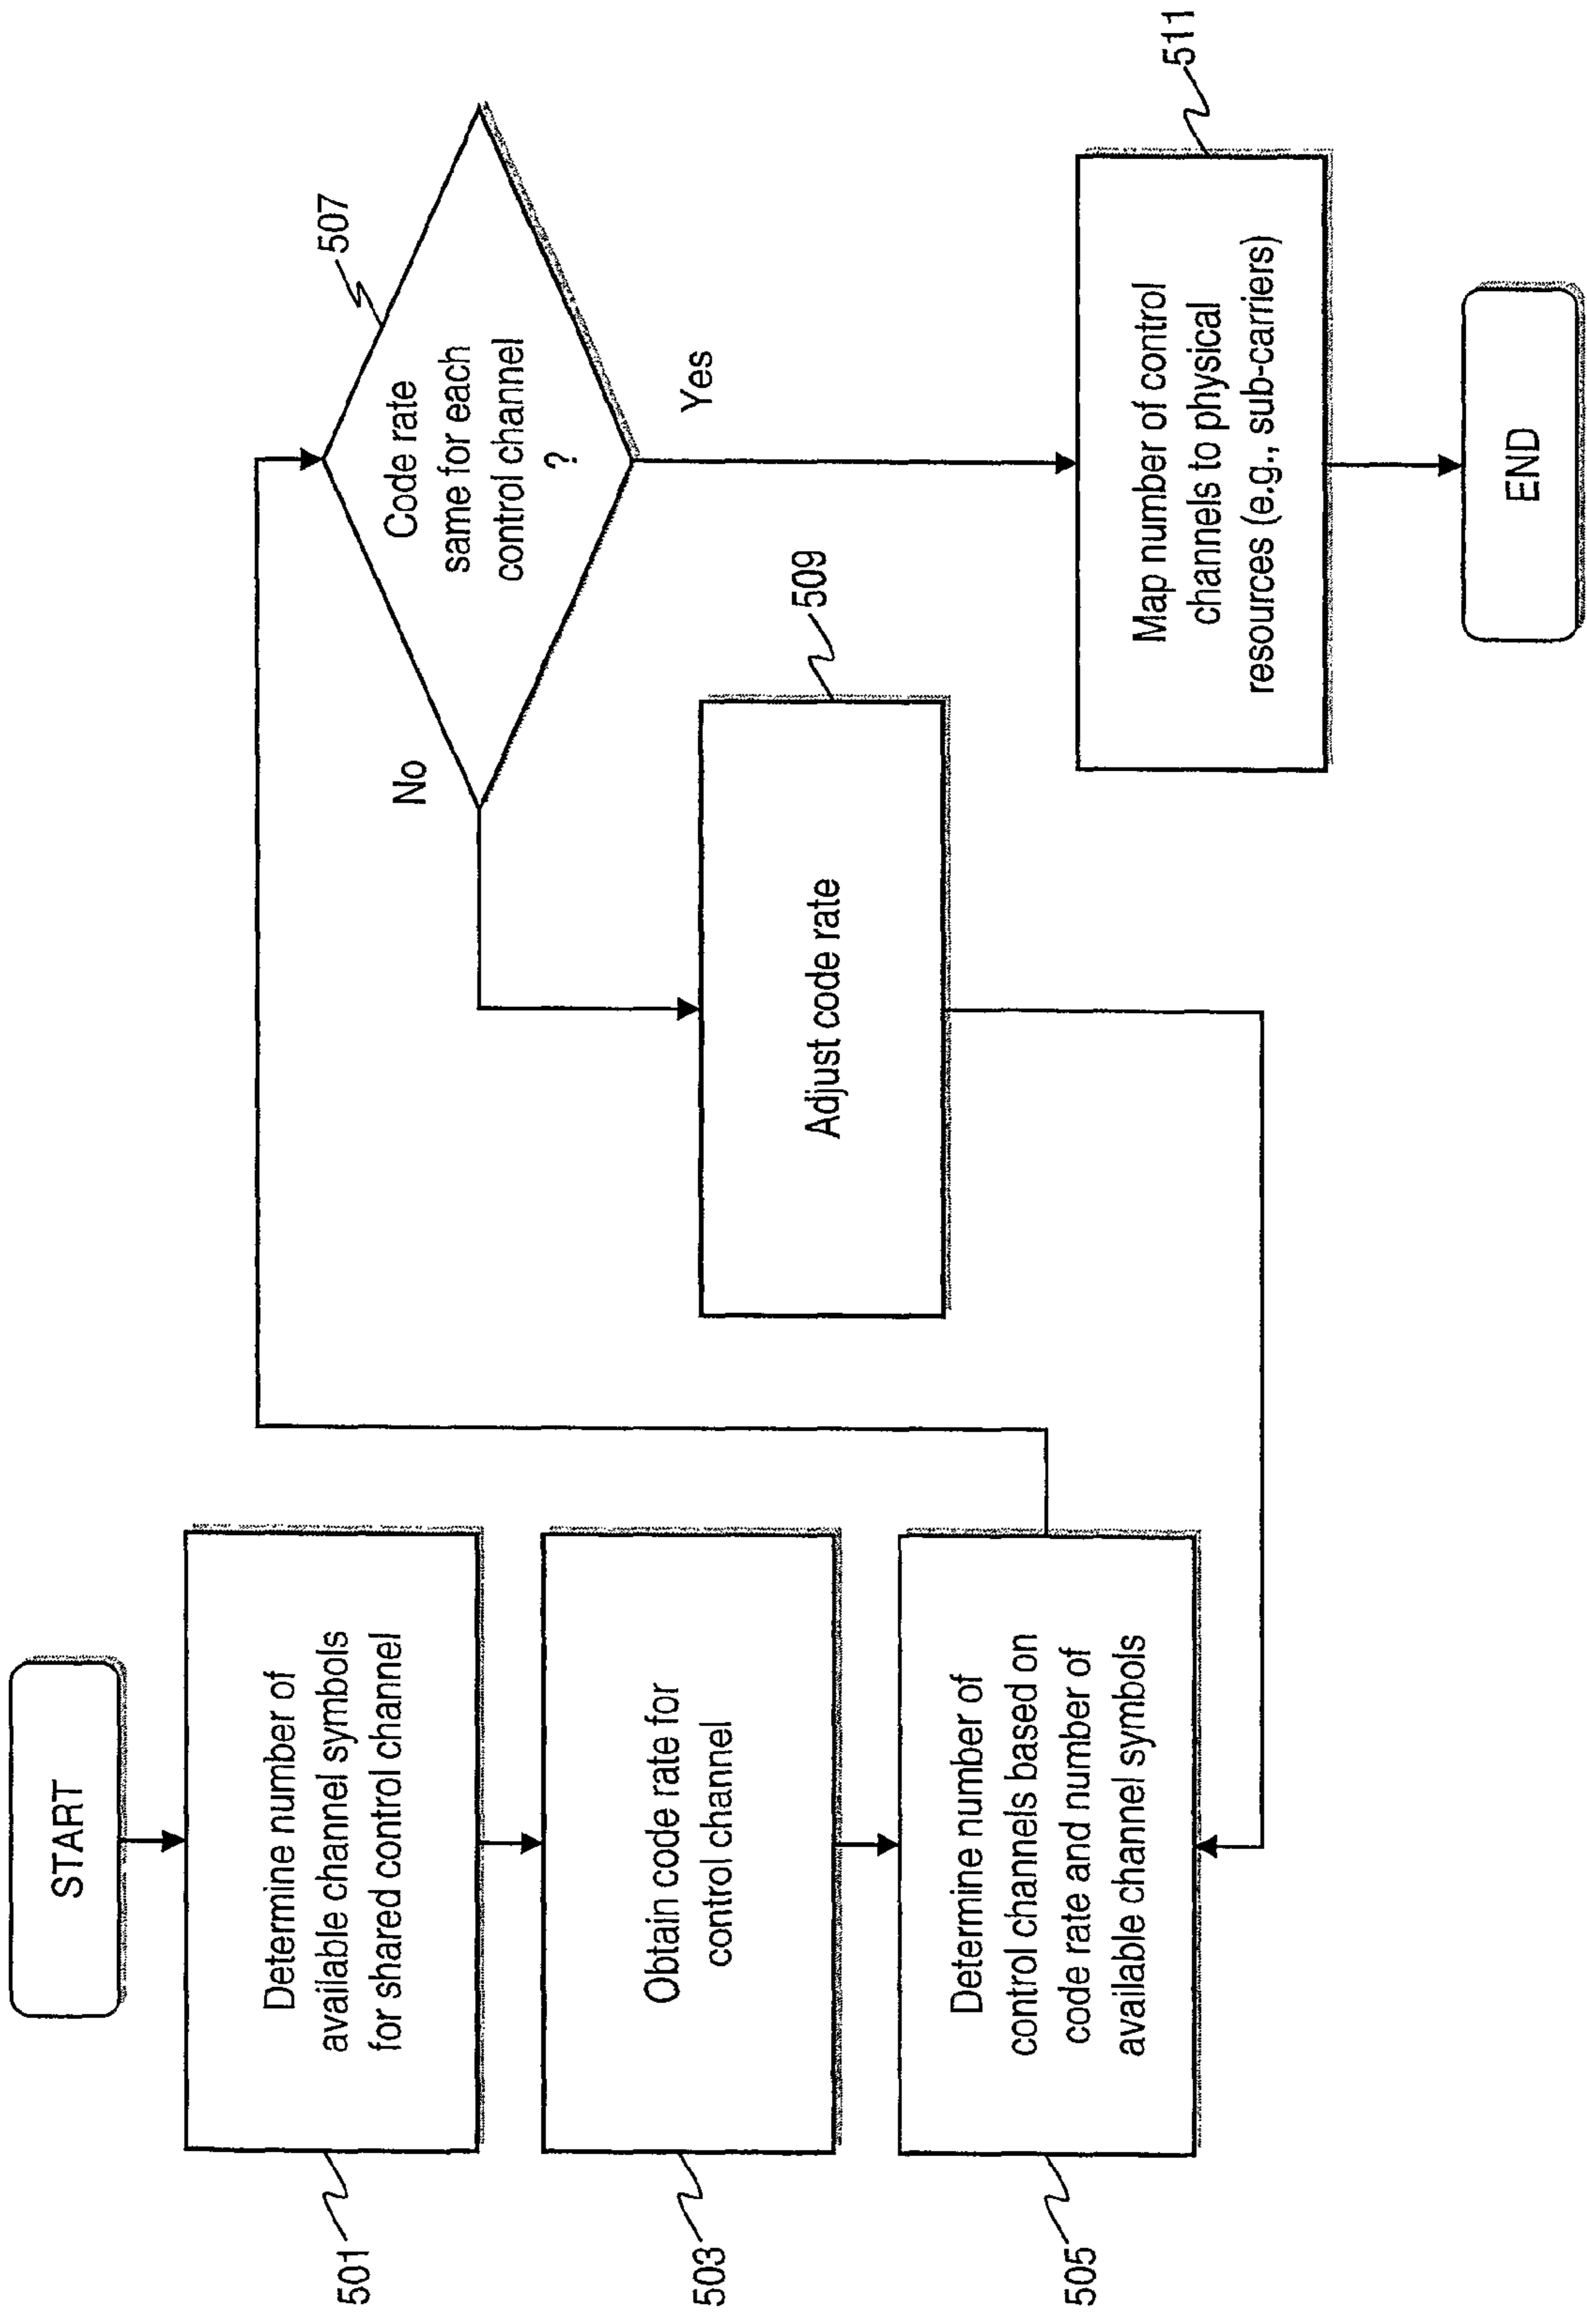 START
Determine number of
available channel symbols
for shared control channel
501
Obtain code rate for
control channel
503
Determine number of
control channels based on
code rate and number of
available channel symbols
505
Code rate
same for each
control channel
?
507
No
Yes
Adjust code rate
509
Map number of control
channels to physical
resources (e.g., sub-carriers)
511
END